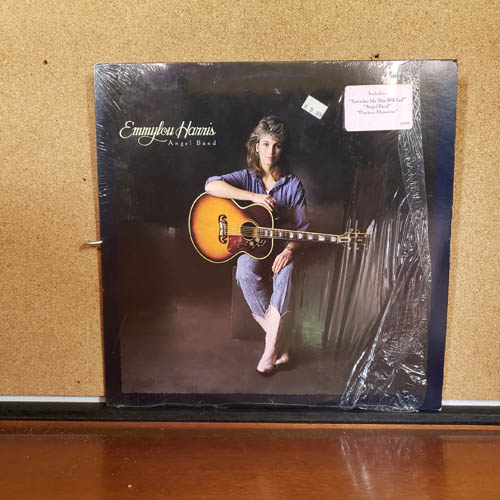 Emmylou Harris
Angel Band
Includes
"Someday My Ship Will Sail"
"Angel Band"
"Precious Memories"